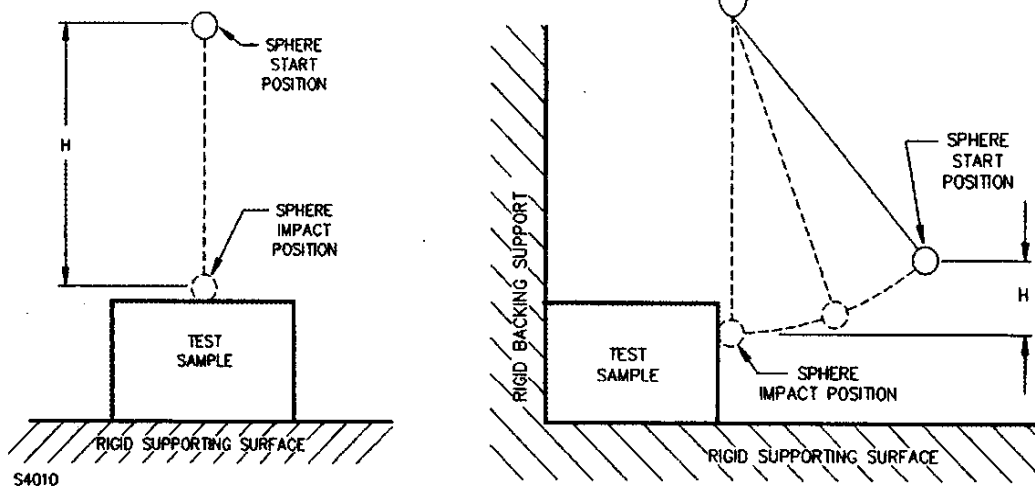 SPHERE
START
POSITION
H
SPHERE
IMPACT
POSITION
TEST
SAMPLE
RIGID SUPPORTING SURFACE
S4010
RIGID BACKING SUPPORT
SPHERE
START
POSITION
H
TEST
SAMPLE
SPHERE
IMPACT POSITION
RIGID SUPPORTING SURFACE